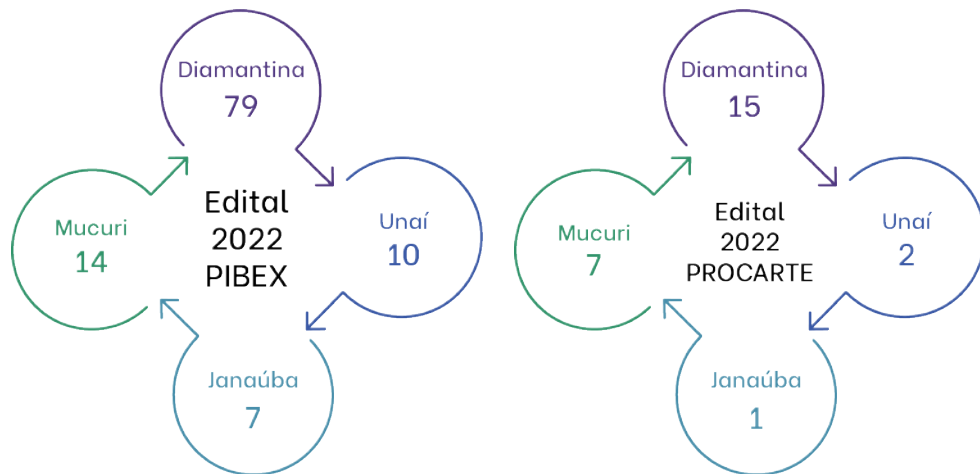 Diamantina
79
Mucuri
14
Edital
2022
PIBEX
Unaí
10
Janaúba
7
Diamantina
15
Mucuri
7
Edital
2022
PROCARTE
Unaí
2
Janaúba
1